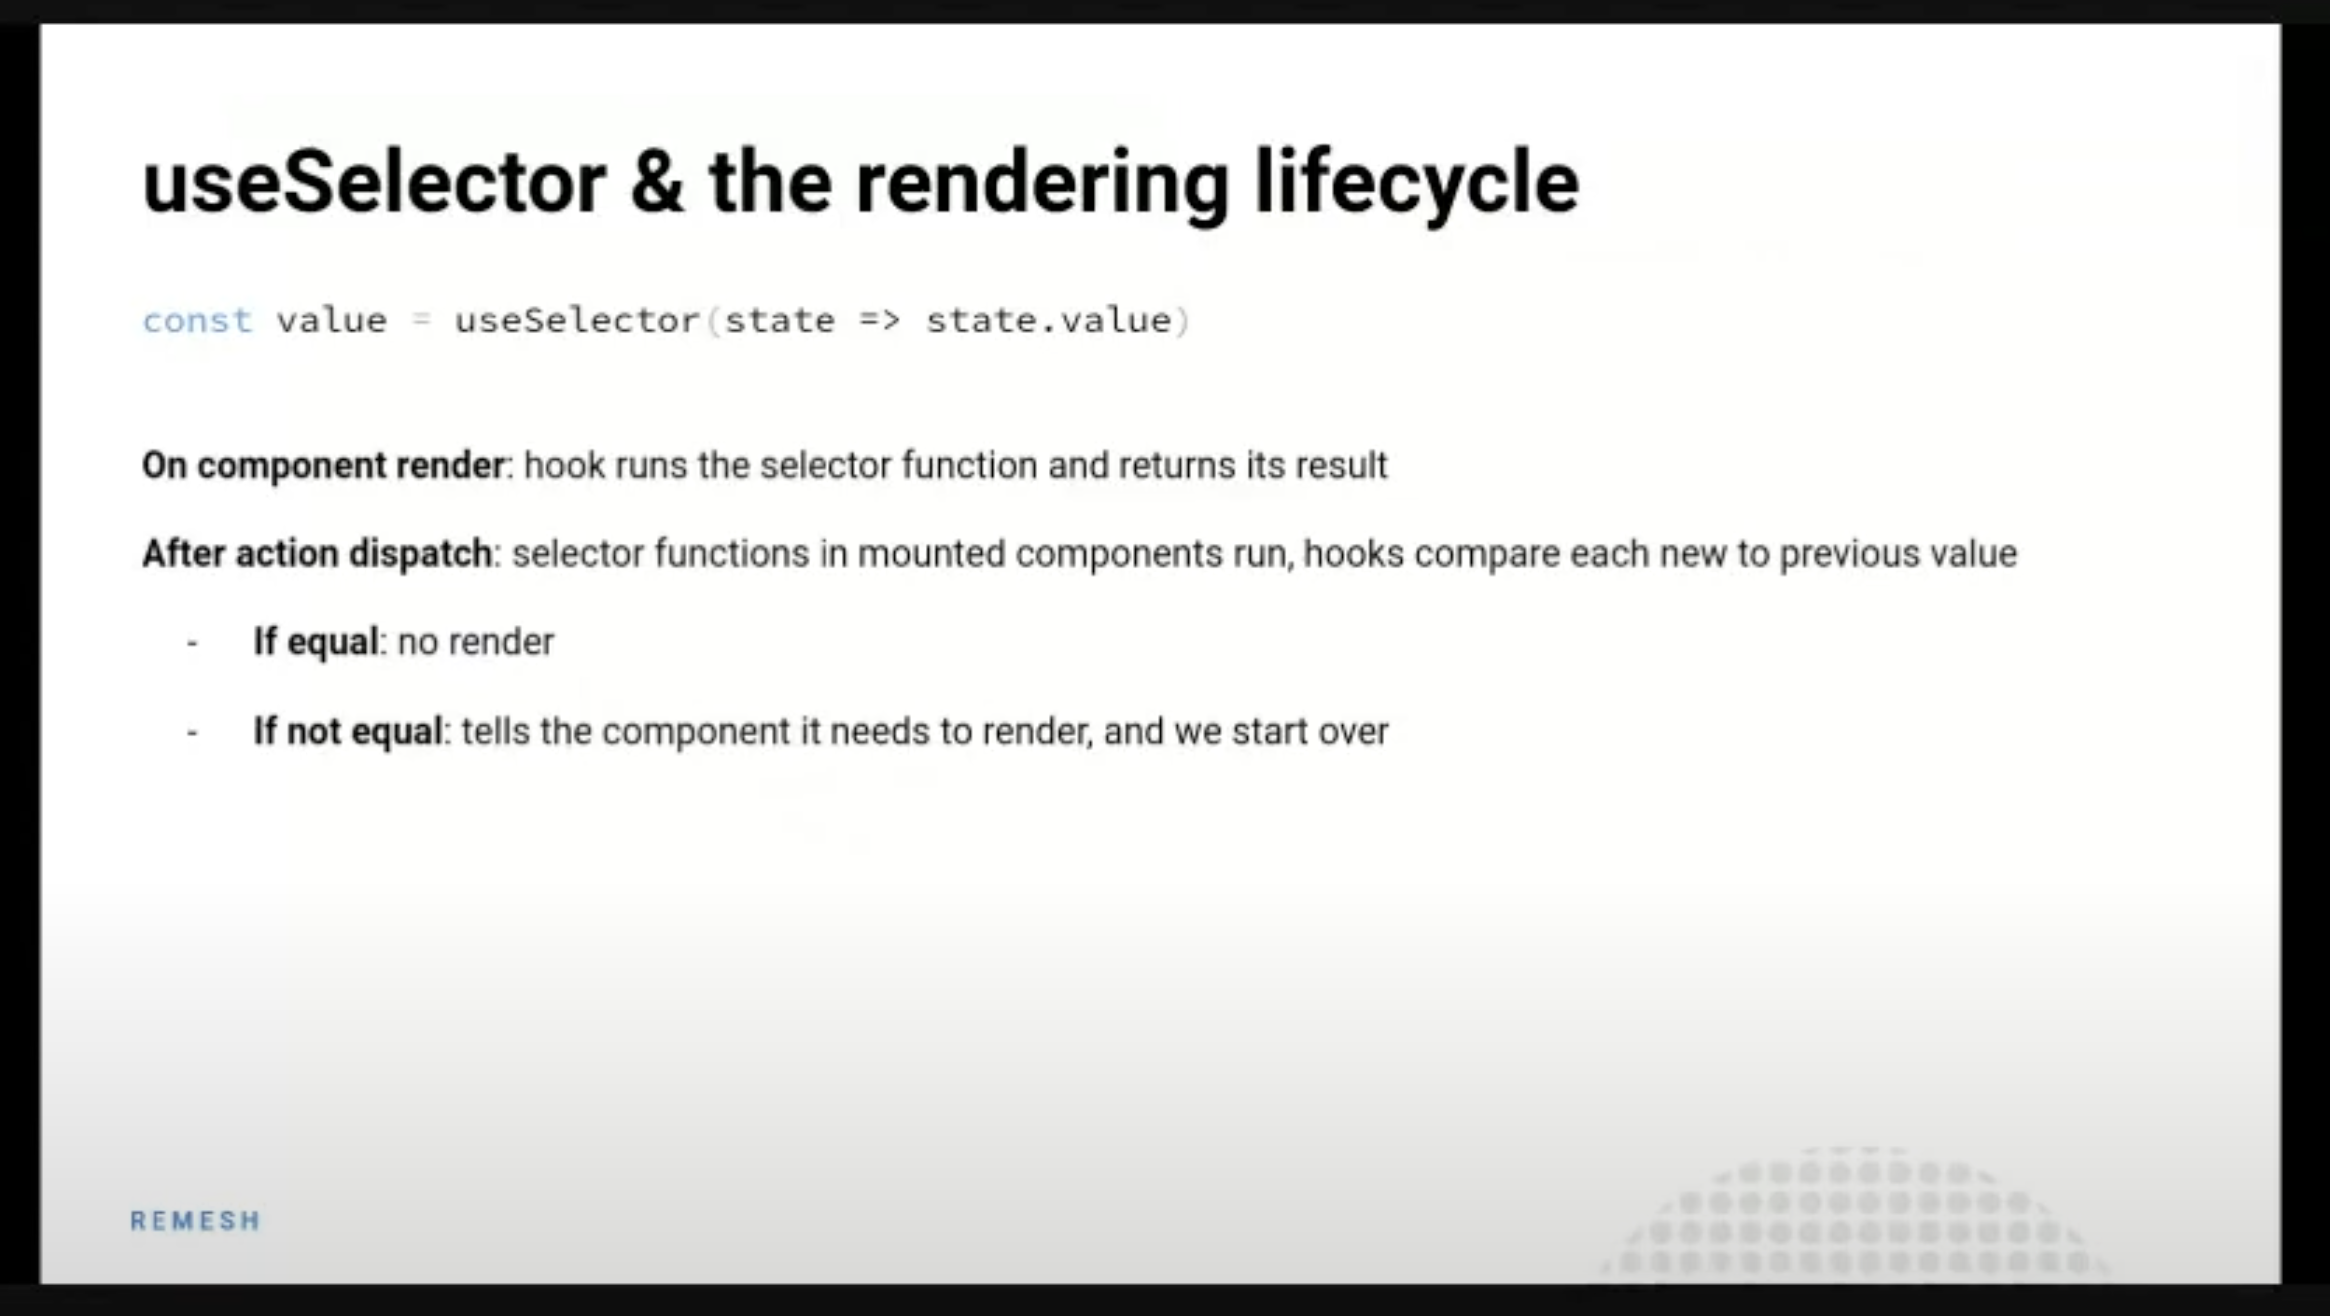 useSelector & the rendering lifecycle
const value = useSelector(state => state.value)
On component render: hook runs the selector function and returns its result
After action dispatch: selector functions in mounted components run, hooks compare each new to previous value
- If equal: no render
- If not equal: tells the component it needs to render, and we start over
REMESH